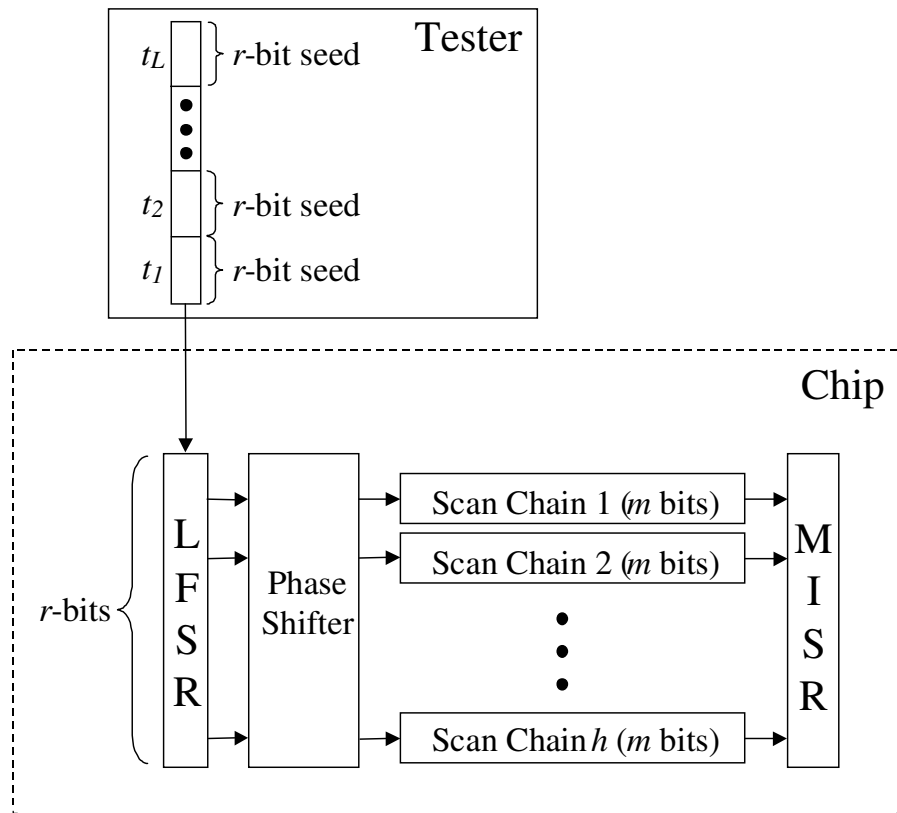 Tester
t_L r-bit seed
t_2 r-bit seed
t_1 r-bit seed
Chip
r-bits
L
F
S
R
Phase
Shifter
Scan Chain 1 (m bits)
Scan Chain 2 (m bits)
Scan Chain h (m bits)
M
I
S
R